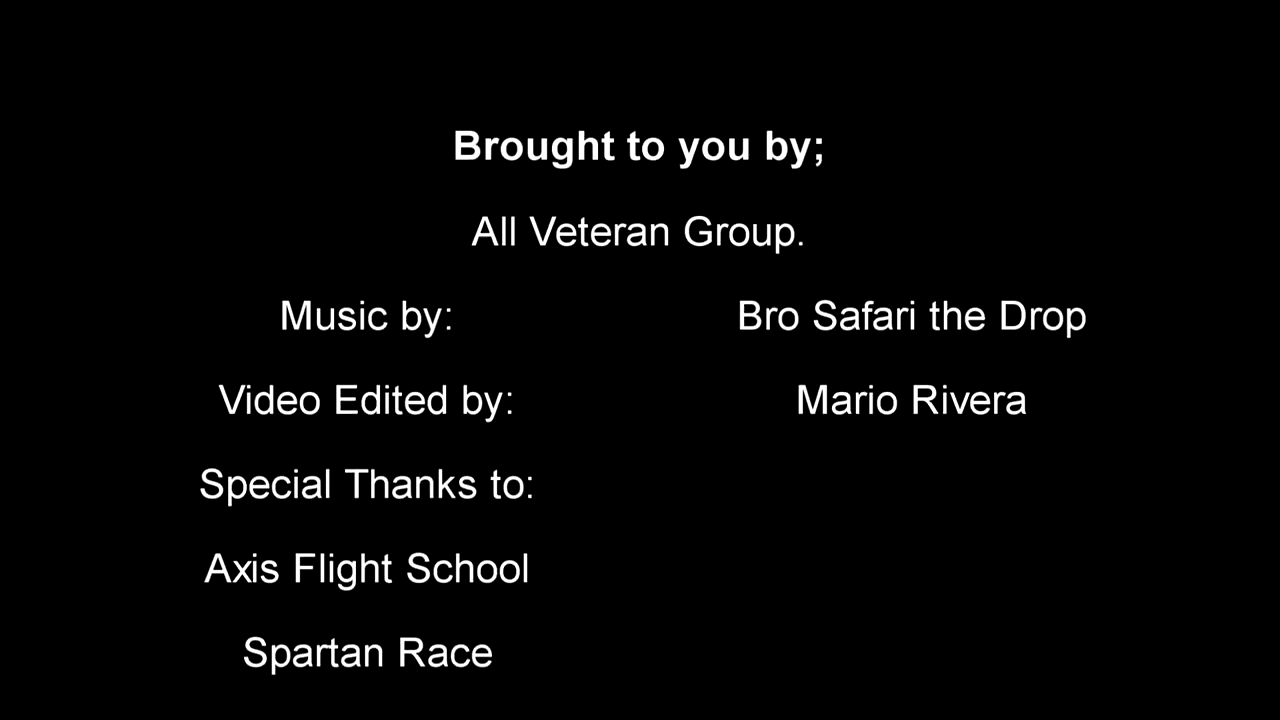 Brought to you by;
All Veteran Group.
Music by: Bro Safari the Drop
Video Edited by: Mario Rivera
Special Thanks to:
Axis Flight School
Spartan Race